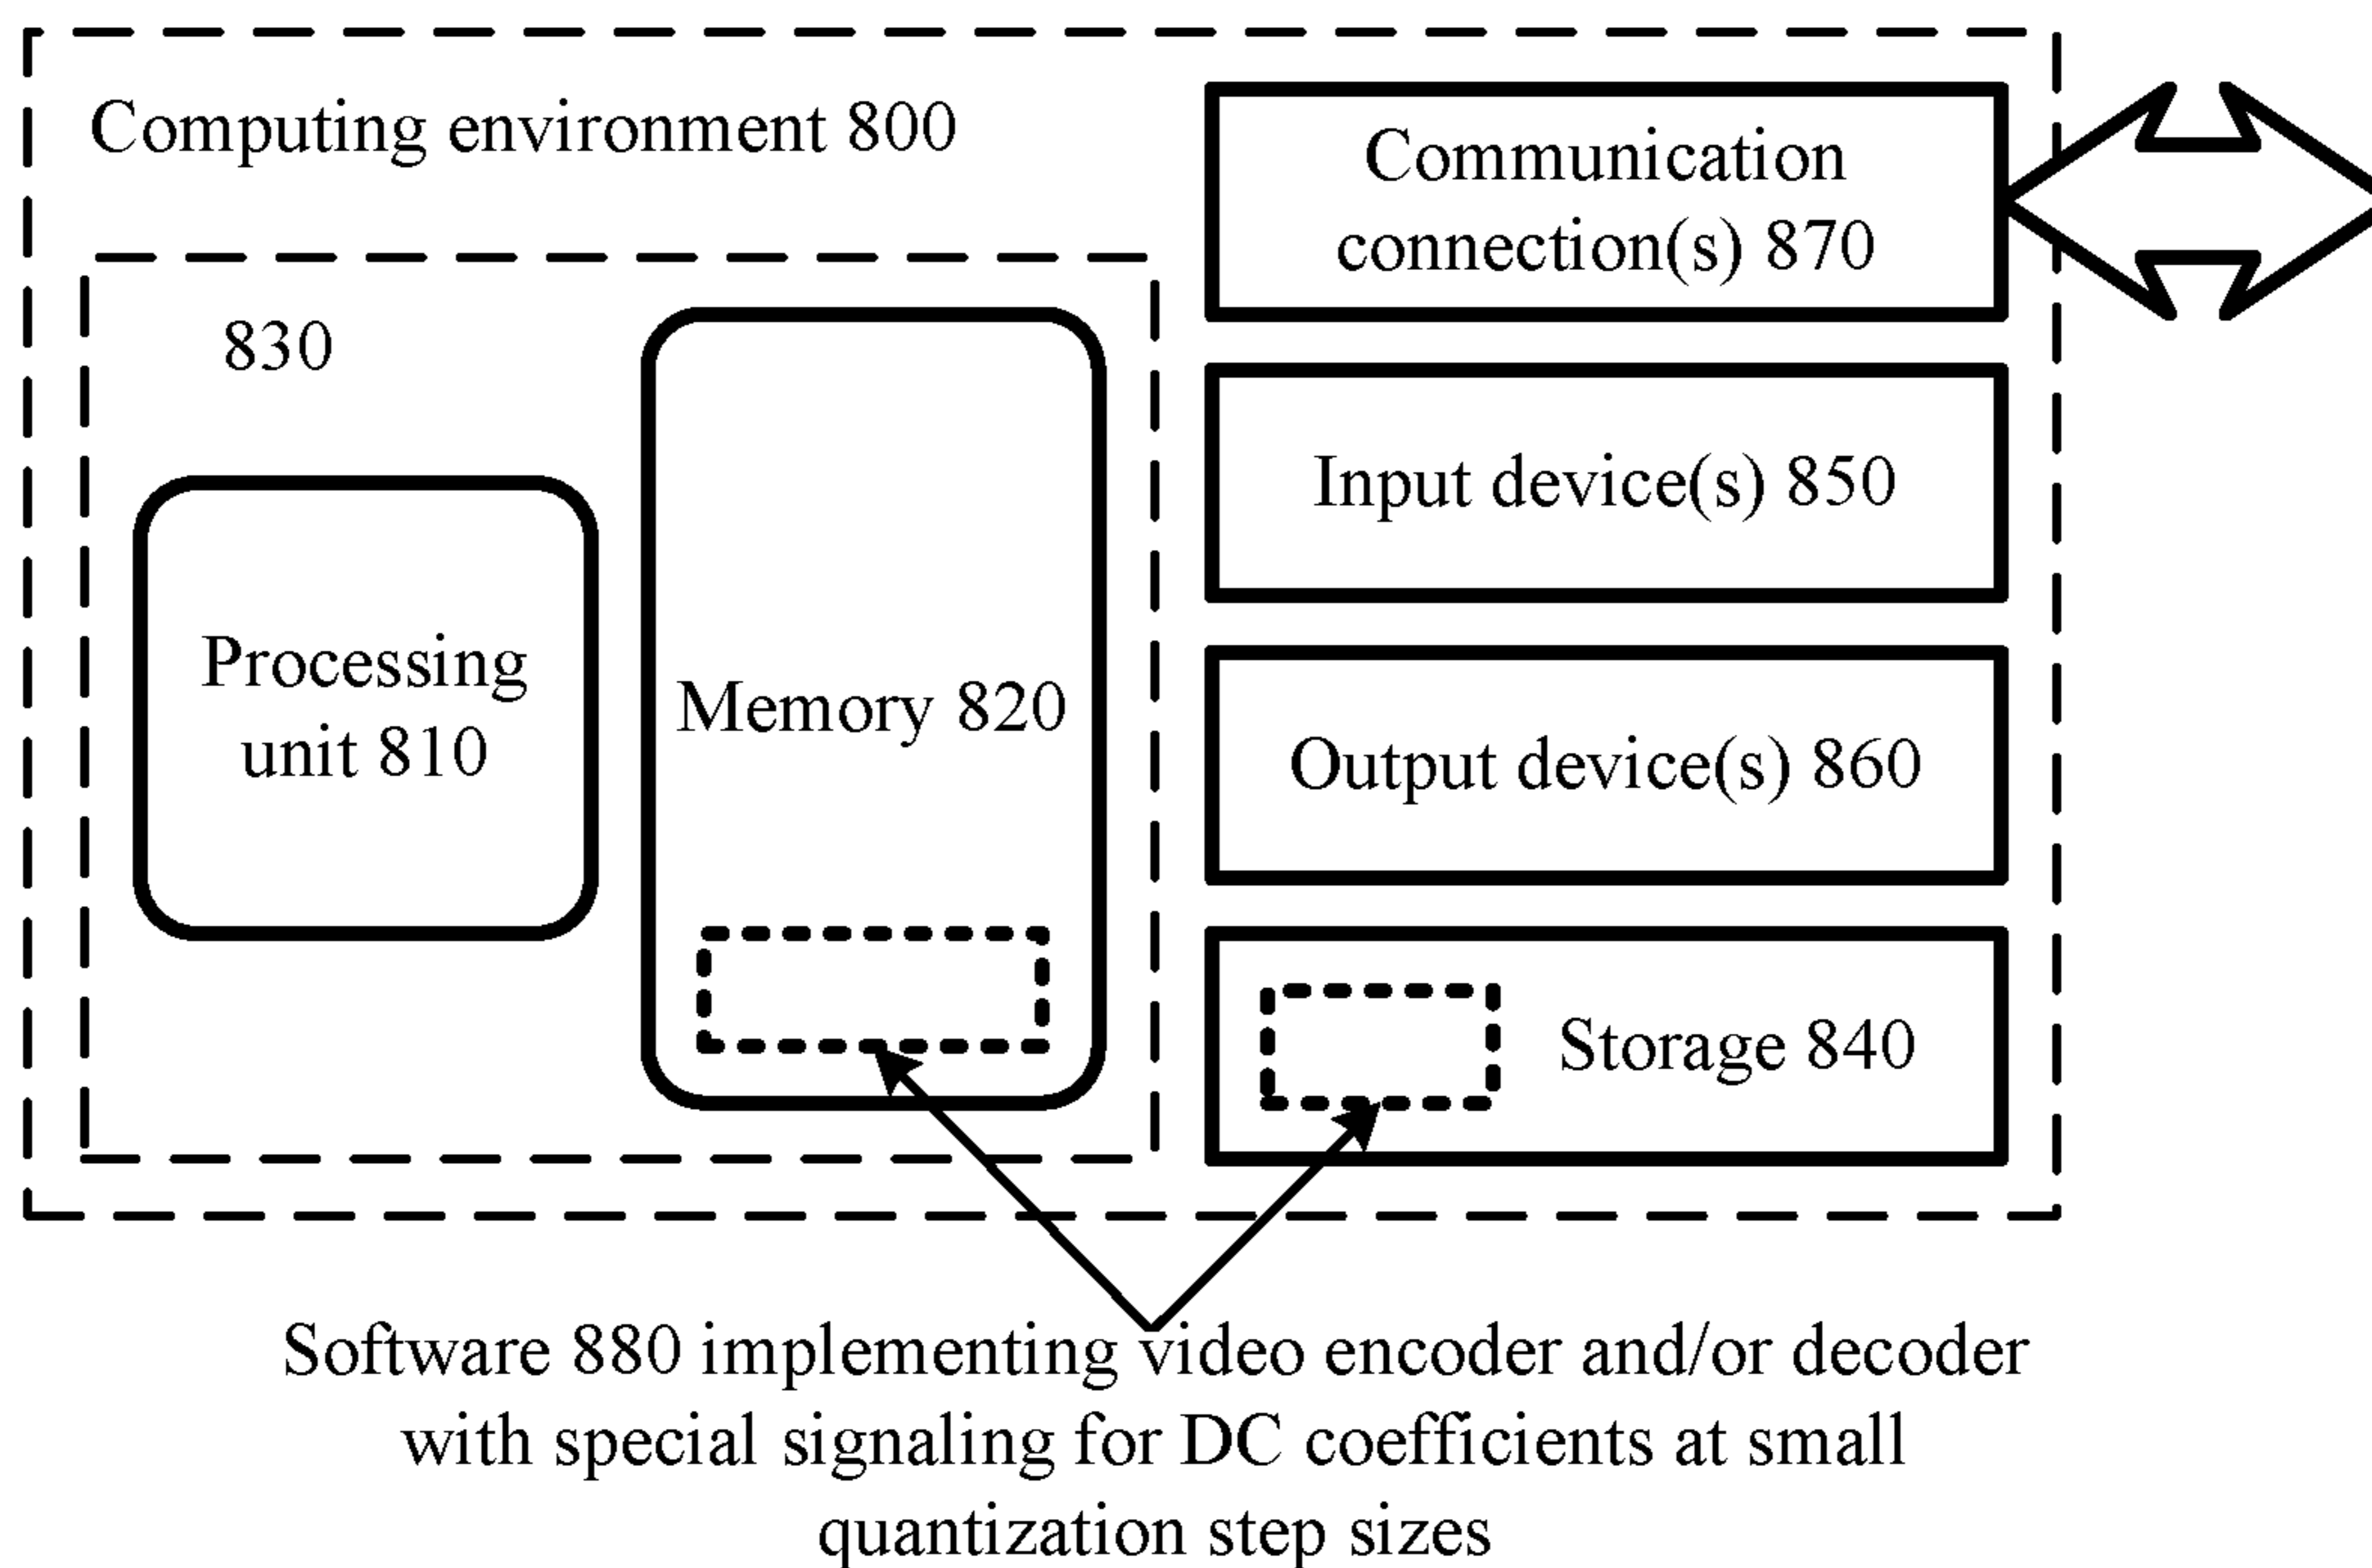 Computing environment 800
Communication
connection(s) 870
830
Input device(s) 850
Processing
unit 810
Memory 820
Output device(s) 860
Storage 840
Software 880 implementing video encoder and/or decoder
with special signaling for DC coefficients at small
quantization step sizes